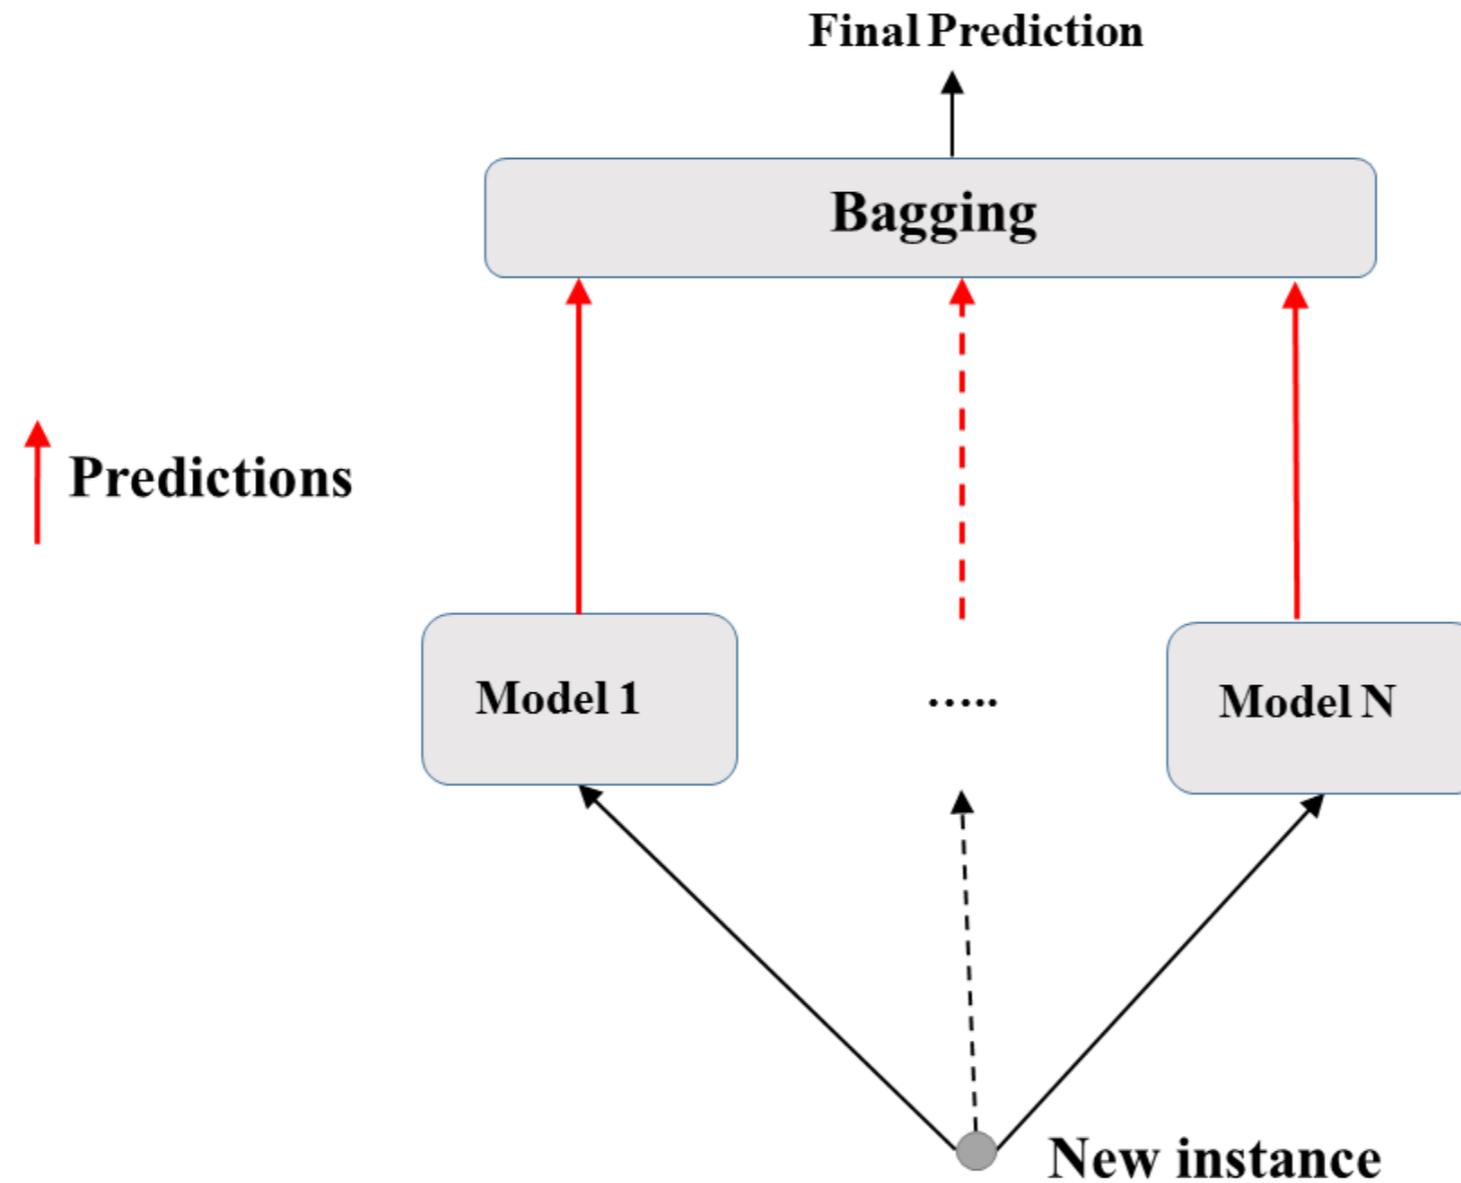 Final Prediction
Bagging
Predictions
Model 1
.....
Model N
New instance